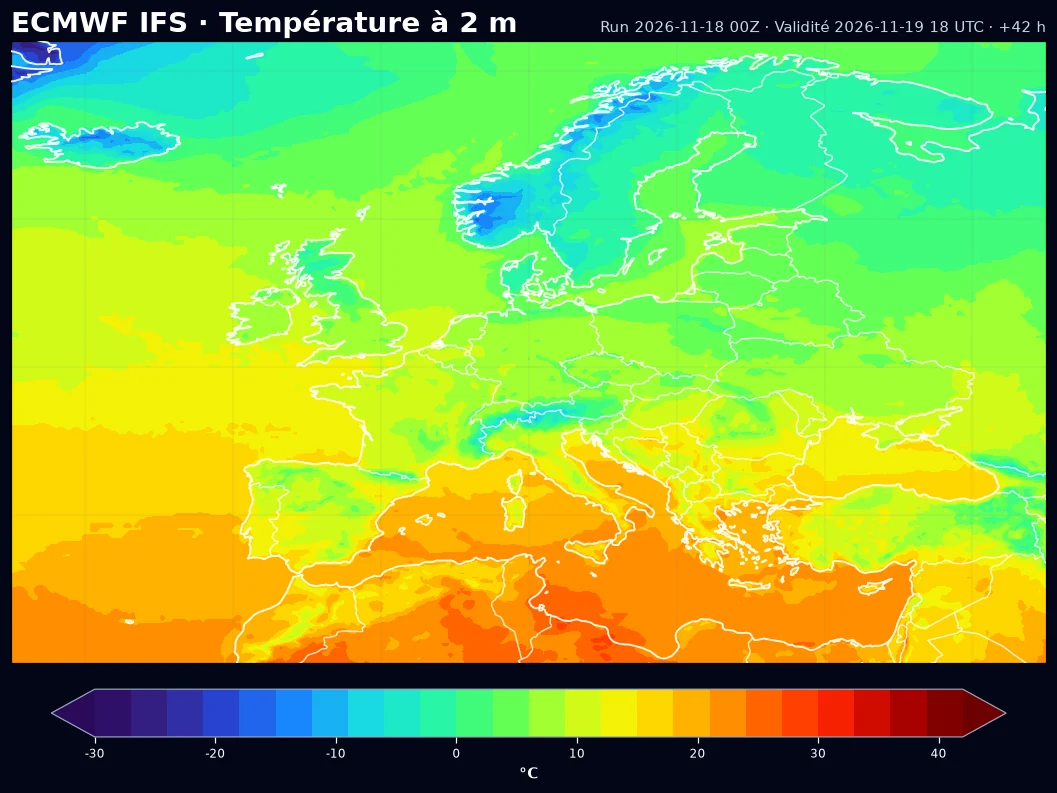 ECMWF IFS · Température à 2 m
Run 2026-11-18 00Z · Validité 2026-11-19 18 UTC · +42 h
-30 -20 -10 0 10 20 30 40
°C